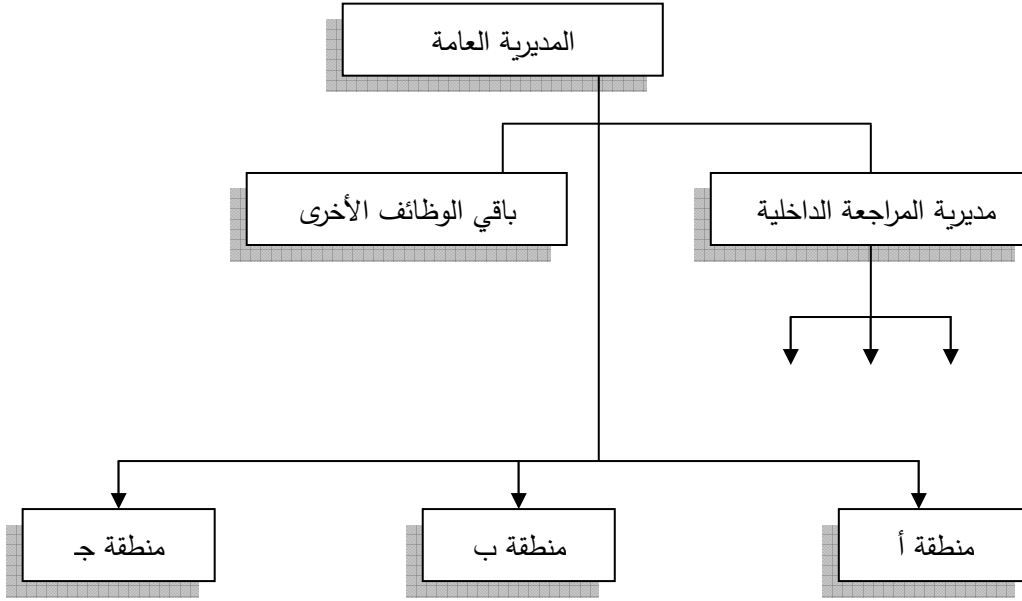 المديرية العامة
مديرية المراجعة الداخلية
باقي الوظائف الأخرى
منطقة أ
منطقة ب
منطقة جـ